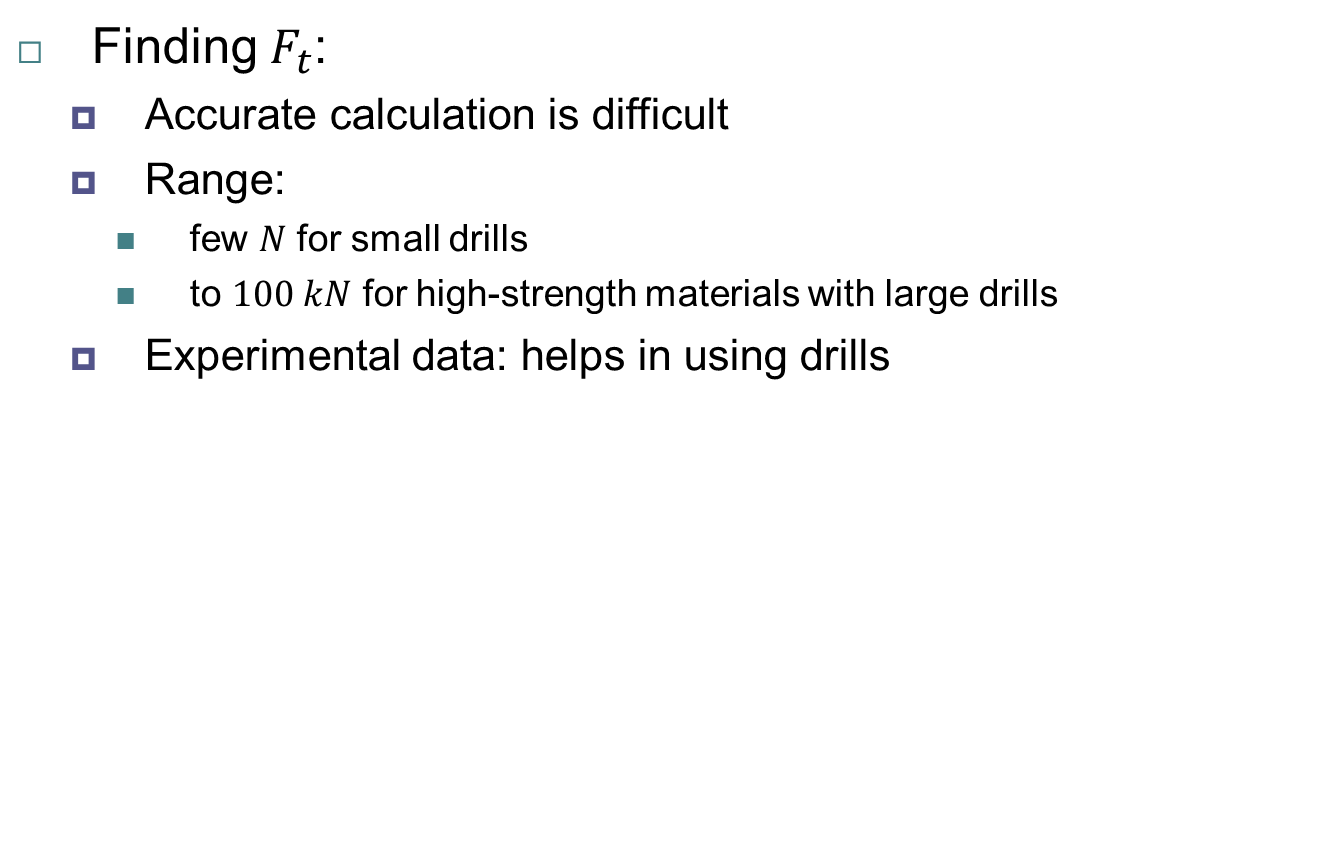 Finding Fₜ:
Accurate calculation is difficult
Range:
few N for small drills
to 100 kN for high-strength materials with large drills
Experimental data: helps in using drills